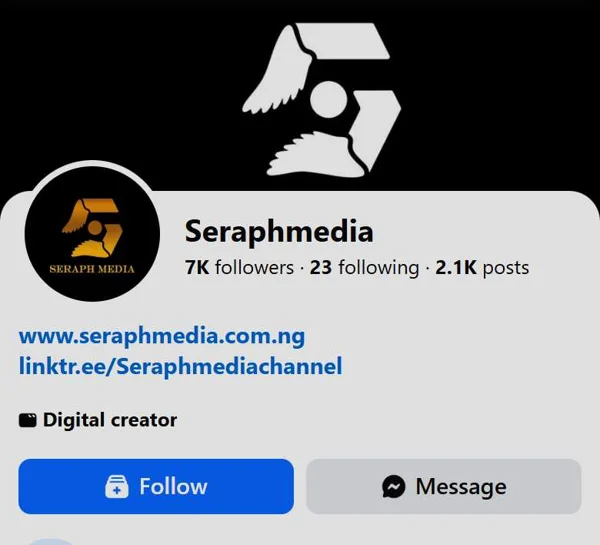 SERAPH MEDIA
Seraphmedia
7K followers · 23 following · 2.1K posts
www.seraphmedia.com.ng
linktr.ee/Seraphmediachannel
Digital creator
Follow
Message